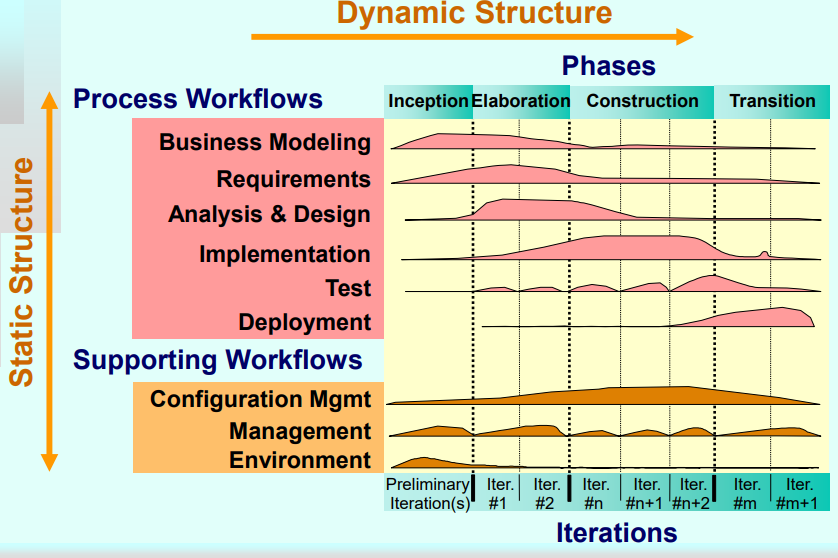 Dynamic Structure
Phases
Process Workflows
Inception Elaboration Construction Transition
Static Structure
Business Modeling
Requirements
Analysis & Design
Implementation
Test
Deployment
Supporting Workflows
Configuration Mgmt
Management
Environment
Preliminary Iter. Iter. Iter. Iter. Iter. Iter. Iter.
Iteration(s) #1 #2 #n #n+1 #n+2 #m #m+1
Iterations